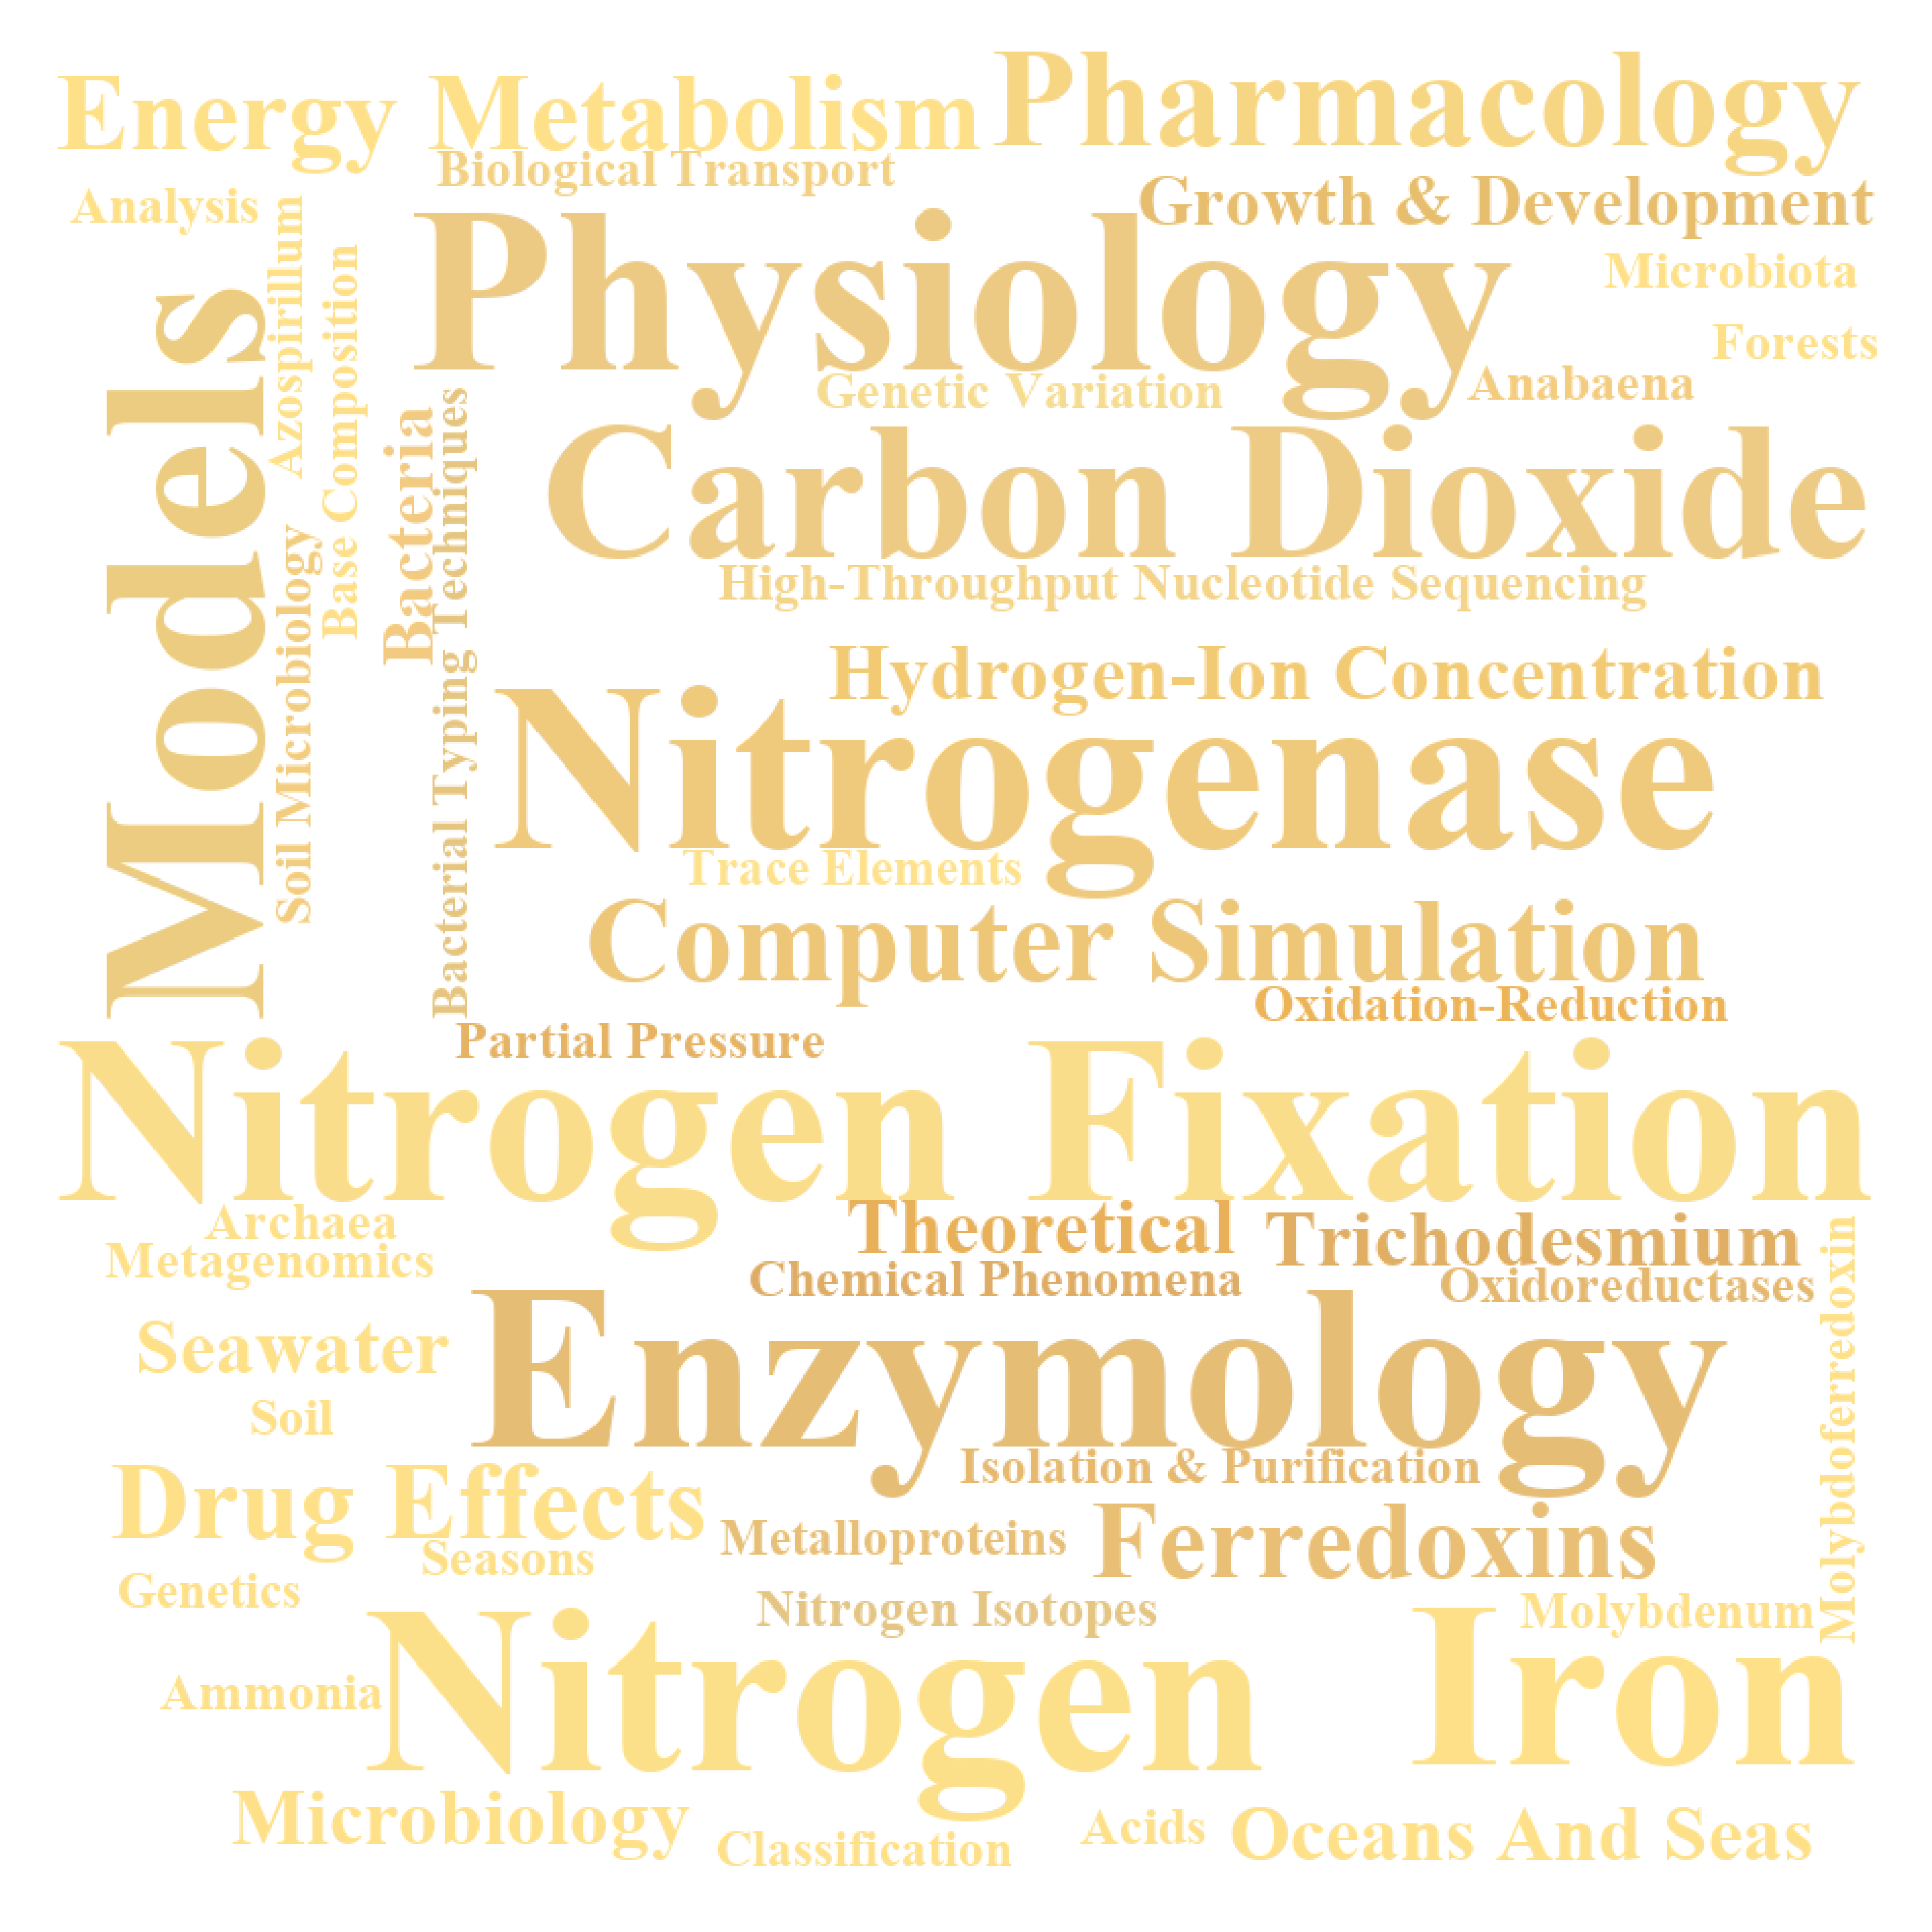 Energy Metabolism
Pharmacology
Biological Transport
Analysis
Growth & Development
Physiology
Microbiota
Forests
Azospirillum
Base Composition
Models
Genetic Variation
Anabaena
Bacteria
Bacterial Typing Techniques
Carbon Dioxide
High-Throughput Nucleotide Sequencing
Soil Microbiology
Hydrogen-Ion Concentration
Nitrogenase
Trace Elements
Computer Simulation
Oxidation-Reduction
Partial Pressure
Nitrogen Fixation
Archaea
Theoretical
Trichodesmium
Metagenomics
Chemical Phenomena
Oxidoreductases
Molybdoferredoxin
Seawater
Enzymology
Soil
Isolation & Purification
Drug Effects
Metalloproteins
Ferredoxins
Seasons
Genetics
Nitrogen Isotopes
Molybdenum
Nitrogen
Iron
Ammonia
Microbiology
Classification
Acids
Oceans And Seas